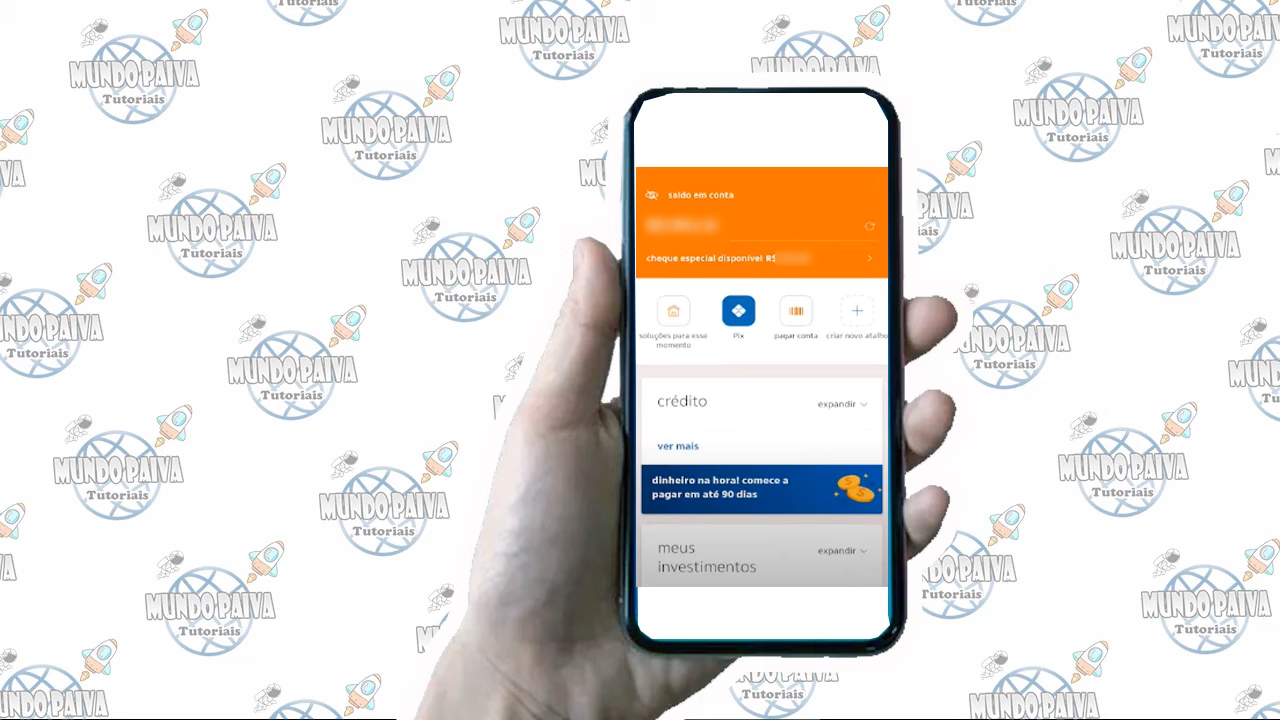 MUNDO PAIVA
Tutoriais
saldo em conta
cheque especial disponível R$
soluções para esse
momento
Pix
pagar conta
criar novo atalho
crédito
expandir
ver mais
dinheiro na hora! comece a
pagar em até 90 dias
meus
investimentos
expandir